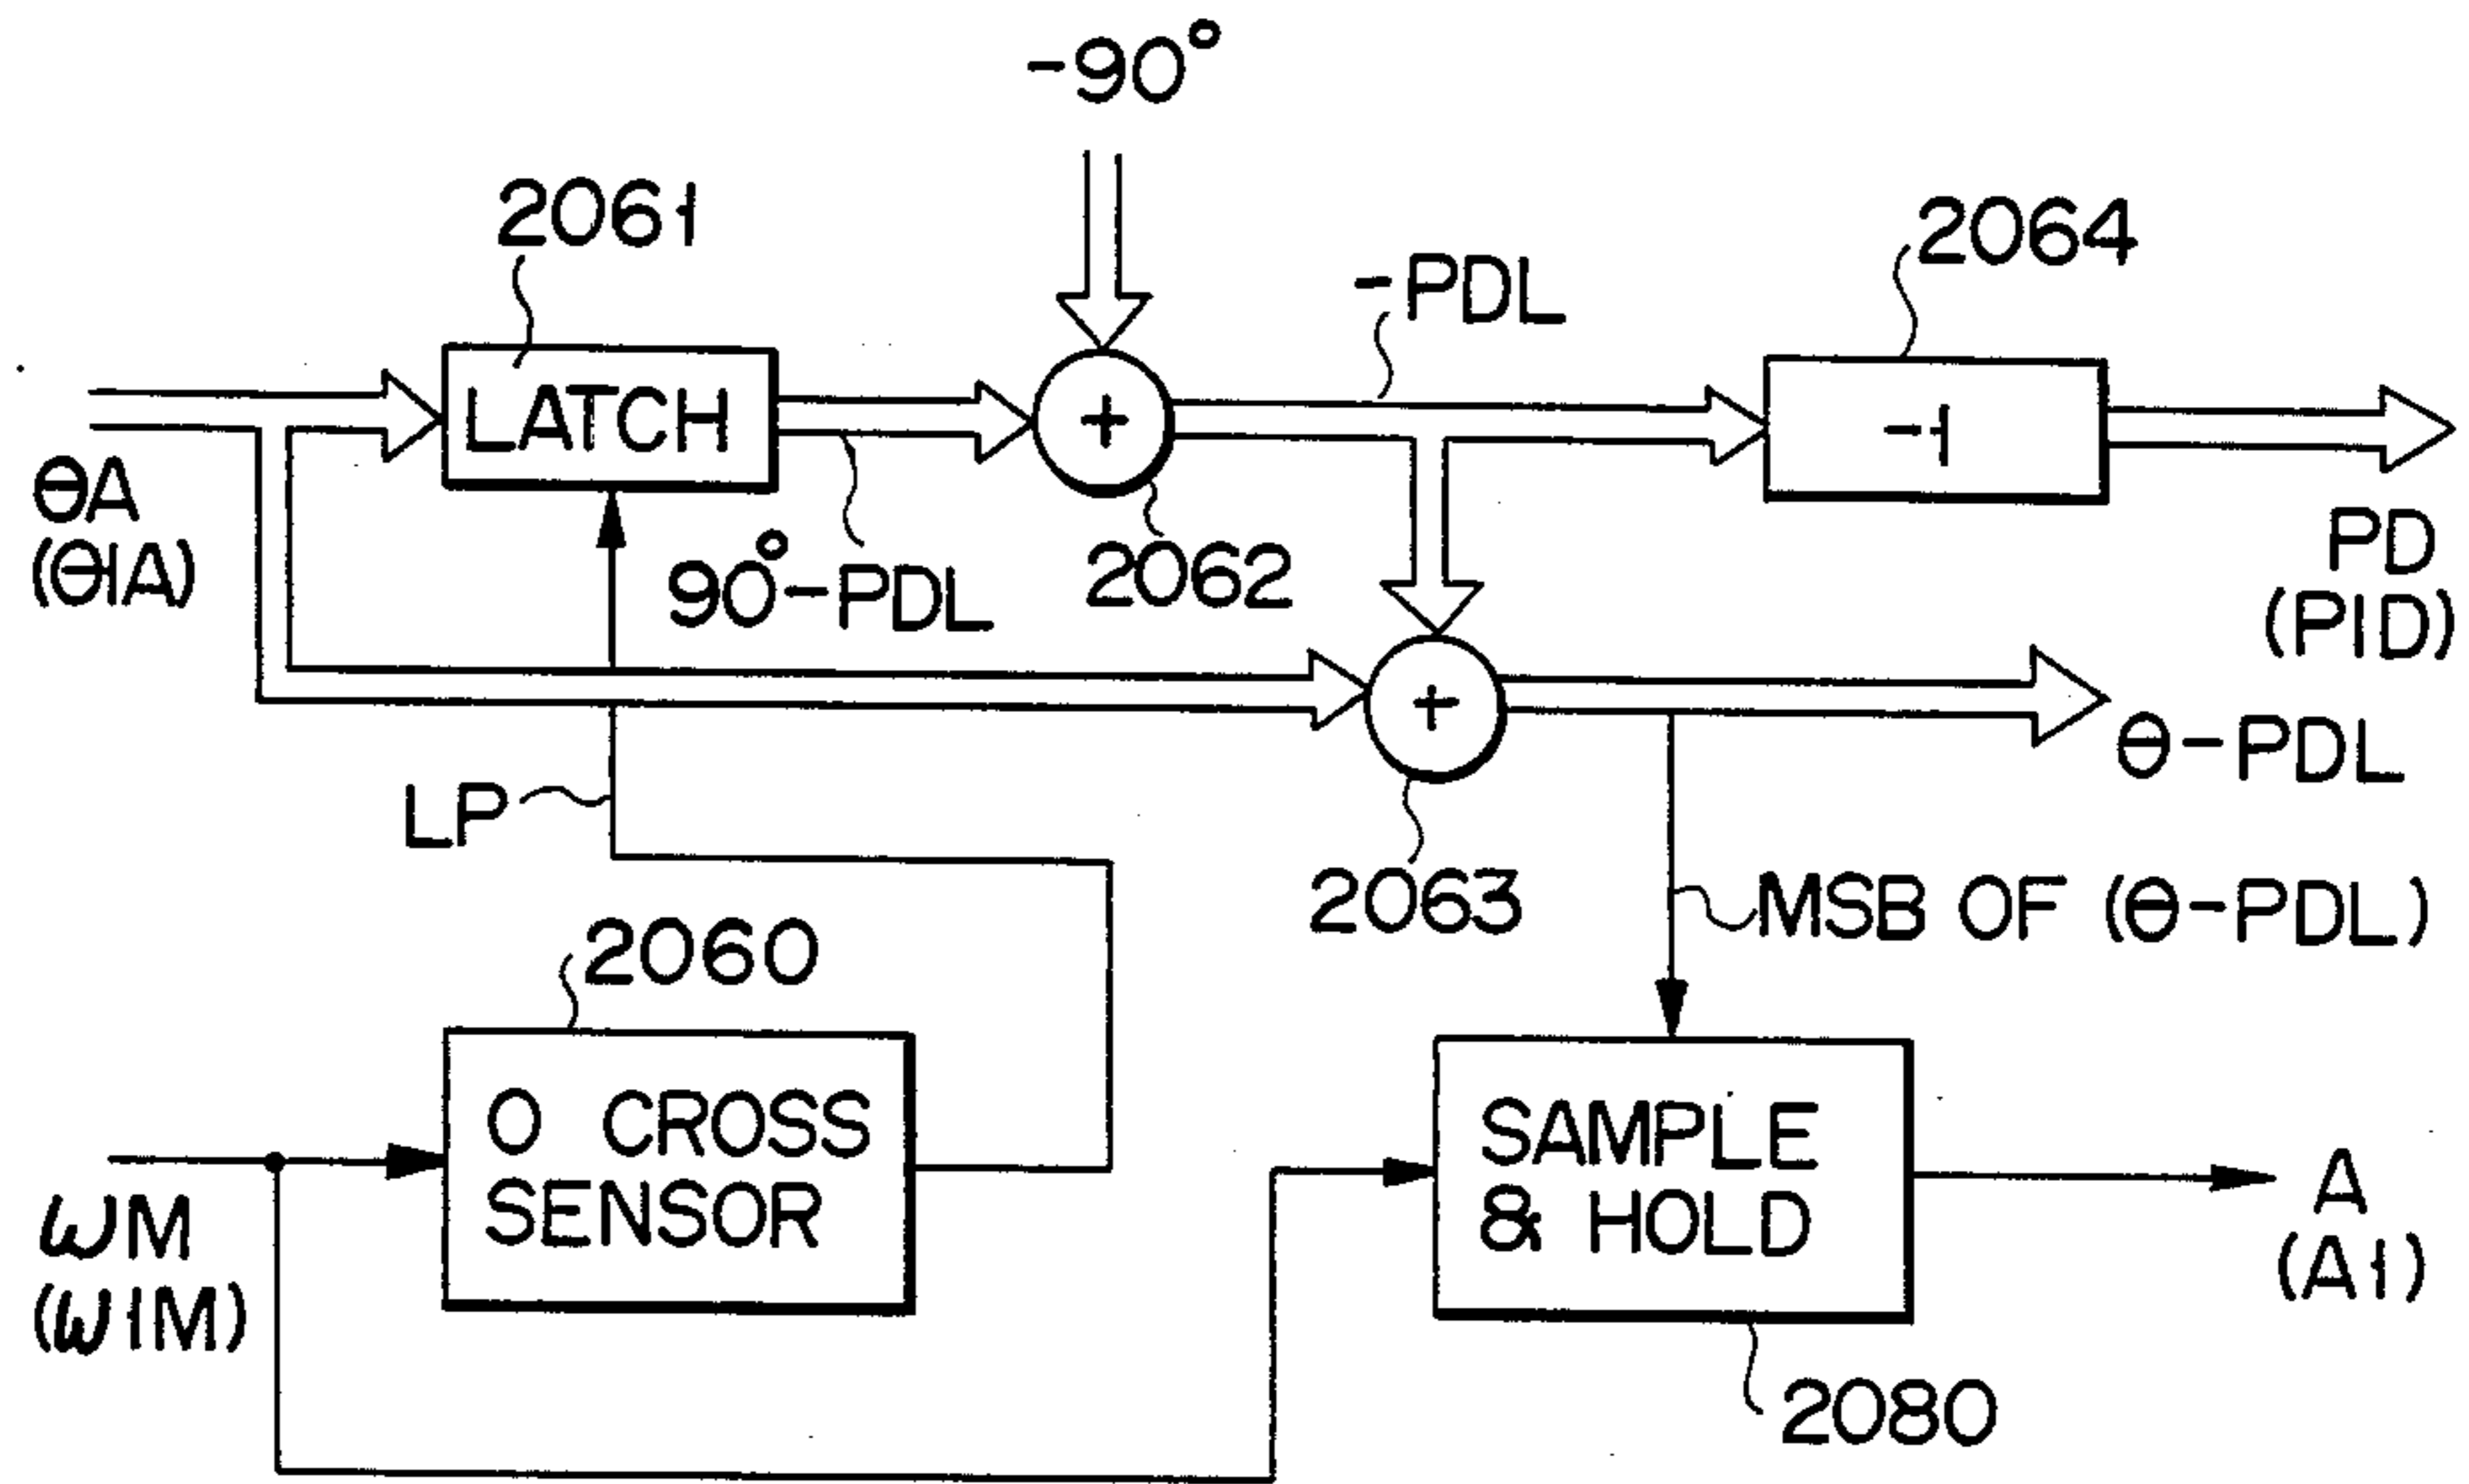 -90°
2061
2064
-PDL
LATCH
+
-1
θA
(θ1A)
90°-PDL
2062
PD
(P1D)
+
θ-PDL
LP
2063
MSB OF (θ-PDL)
2060
O CROSS
SENSOR
SAMPLE
& HOLD
ωM
(ω1M)
A
(A1)
2080